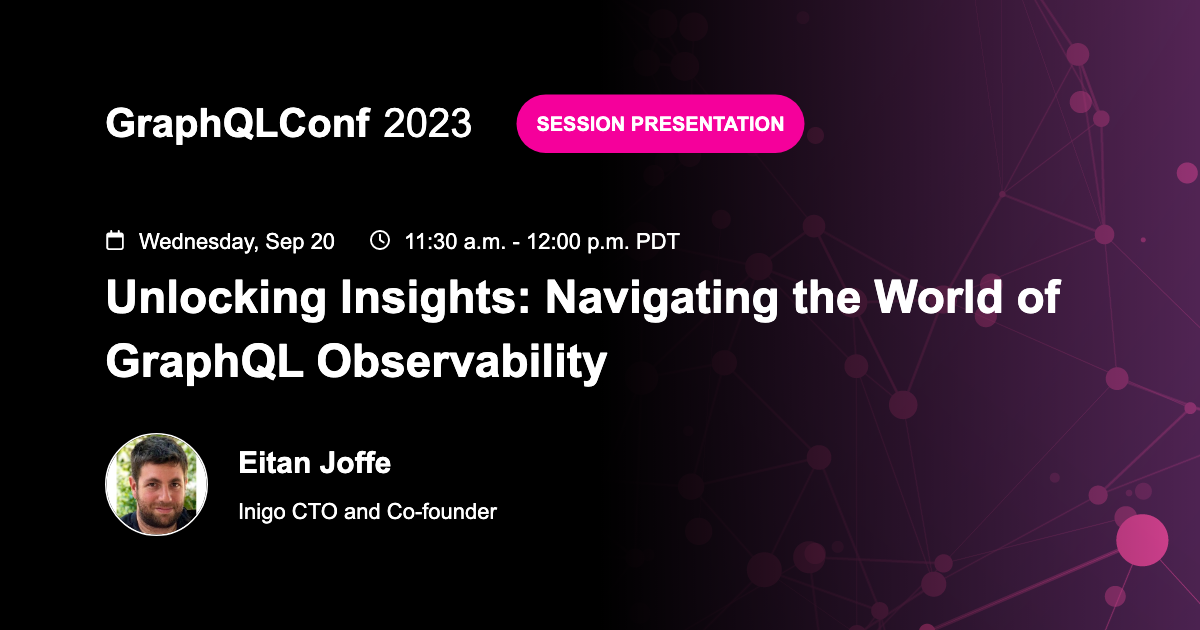 GraphQLConf 2023
SESSION PRESENTATION
Wednesday, Sep 20 11:30 a.m. - 12:00 p.m. PDT
Unlocking Insights: Navigating the World of
GraphQL Observability
Eitan Joffe
Inigo CTO and Co-founder